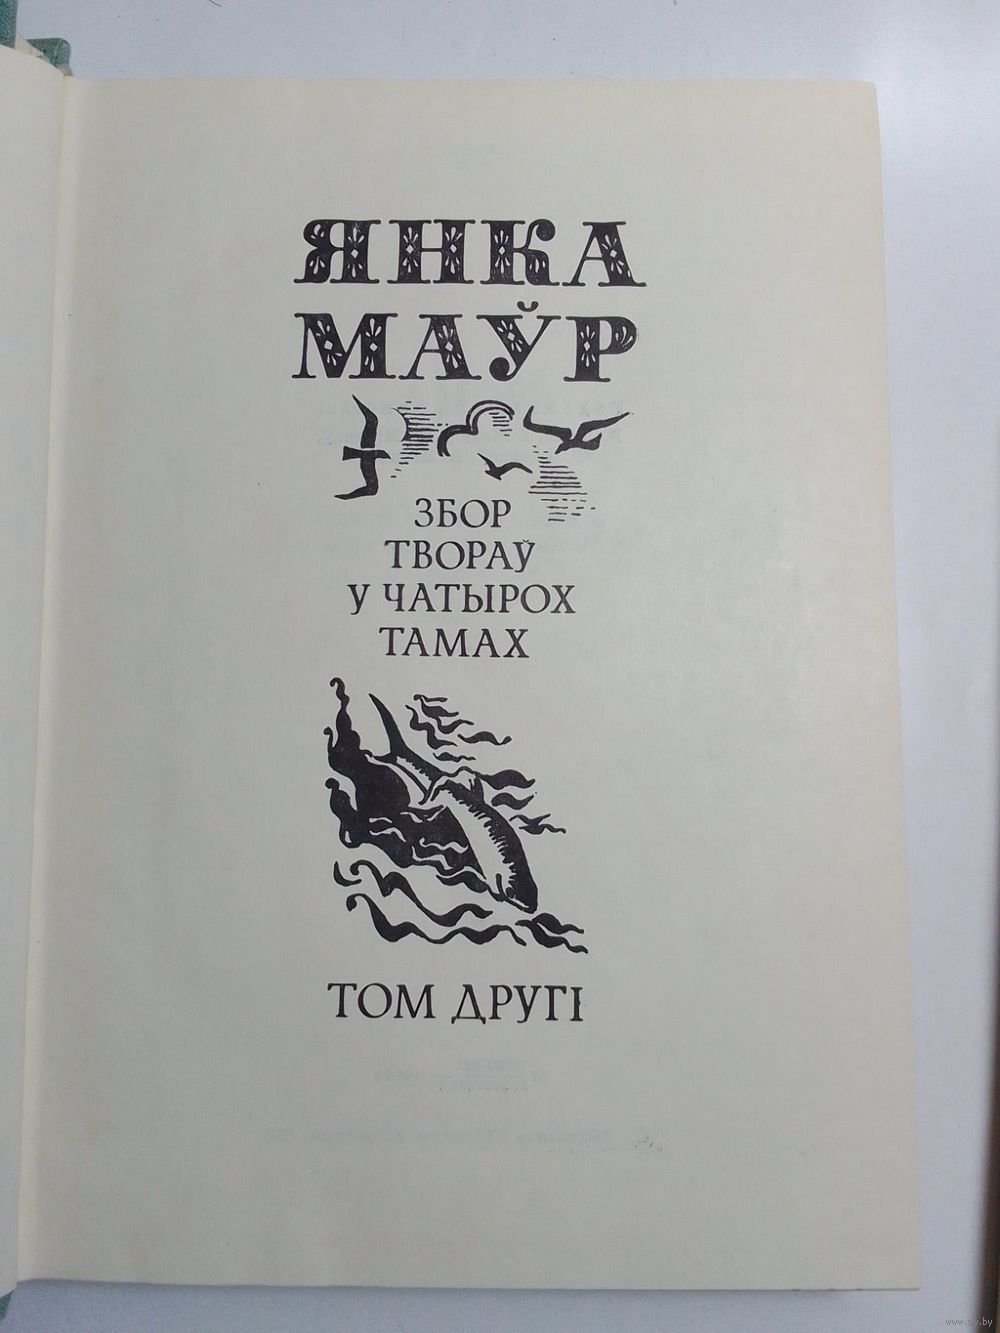 ЯНКА
МАЎР
ЗБОР
ТВОРАЎ
У ЧАТЫРОХ
ТАМАХ
ТОМ ДРУГІ